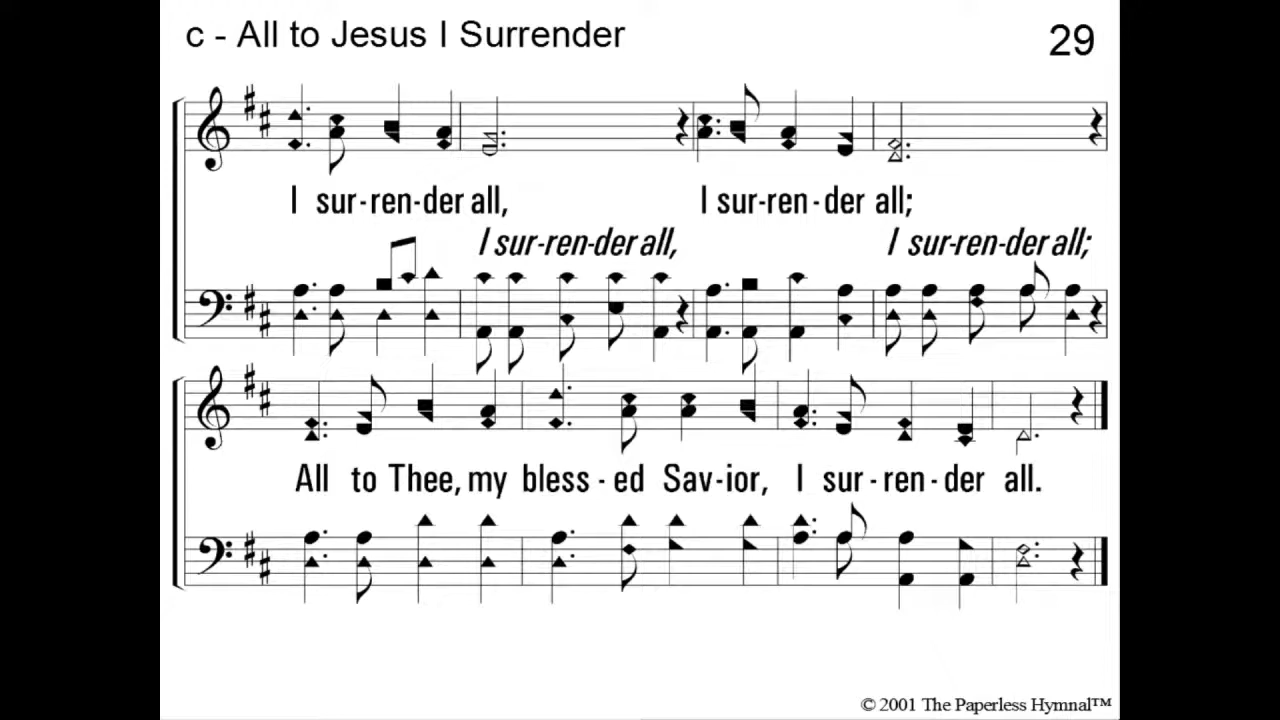 c - All to Jesus I Surrender
29
I sur-ren-der all, I sur-ren-der all;
I sur-ren-der all, I sur-ren-der all;
All to Thee, my bless-ed Sav-ior, I sur-ren-der all.
© 2001 The Paperless Hymnal™